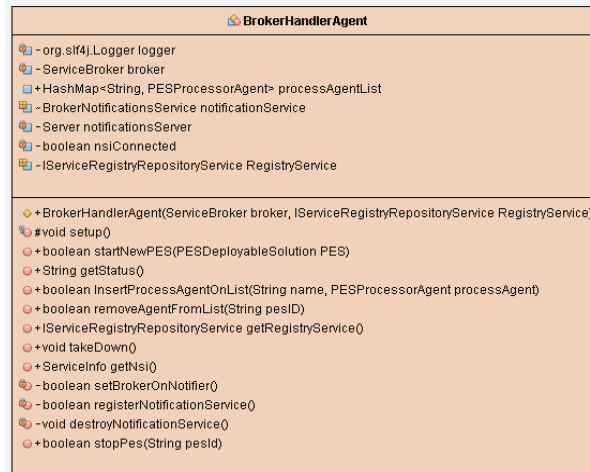 BrokerHandlerAgent
-org.slf4j.Logger logger
-ServiceBroker broker
+HashMap<String, PESProcessorAgent> processAgentList
~BrokerNotificationsService notificationService
-Server notificationsServer
-boolean nsiConnected
~IServiceRegistryRepositoryService RegistryService
+BrokerHandlerAgent(ServiceBroker broker, IServiceRegistryRepositoryService RegistryService)
#void setup()
+boolean startNewPES(PESDeployableSolution PES)
+String getStatus()
+boolean InsertProcessAgentOnList(String name, PESProcessorAgent processAgent)
+boolean removeAgentFromList(String pesID)
+IServiceRegistryRepositoryService getRegistryService()
+void takeDown()
+ServiceInfo getNsi()
-boolean setBrokerOnNotifier()
-boolean registerNotificationService()
-void destroyNotificationService()
+boolean stopPes(String pesId)